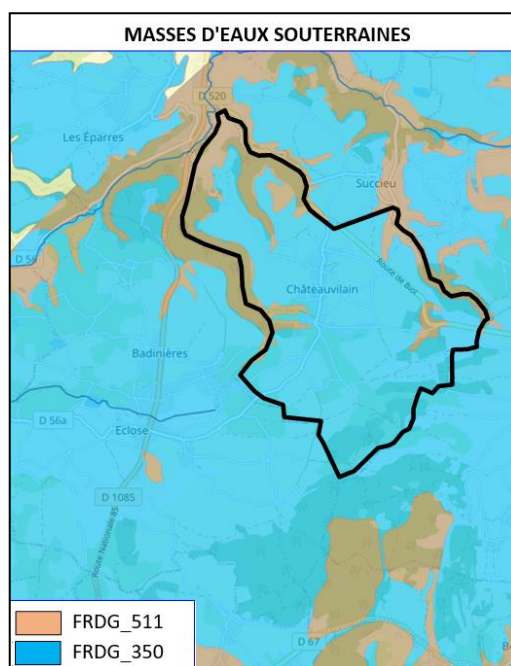 MASSES D'EAUX SOUTERRAINES
D 520
Les Éparres
Succieu
D 56
Route de Biol
Châteauvilain
Badinières
D 56a
Eclose
D 1085
Route Nationale 85
FRDG_511
FRDG_350
D 67